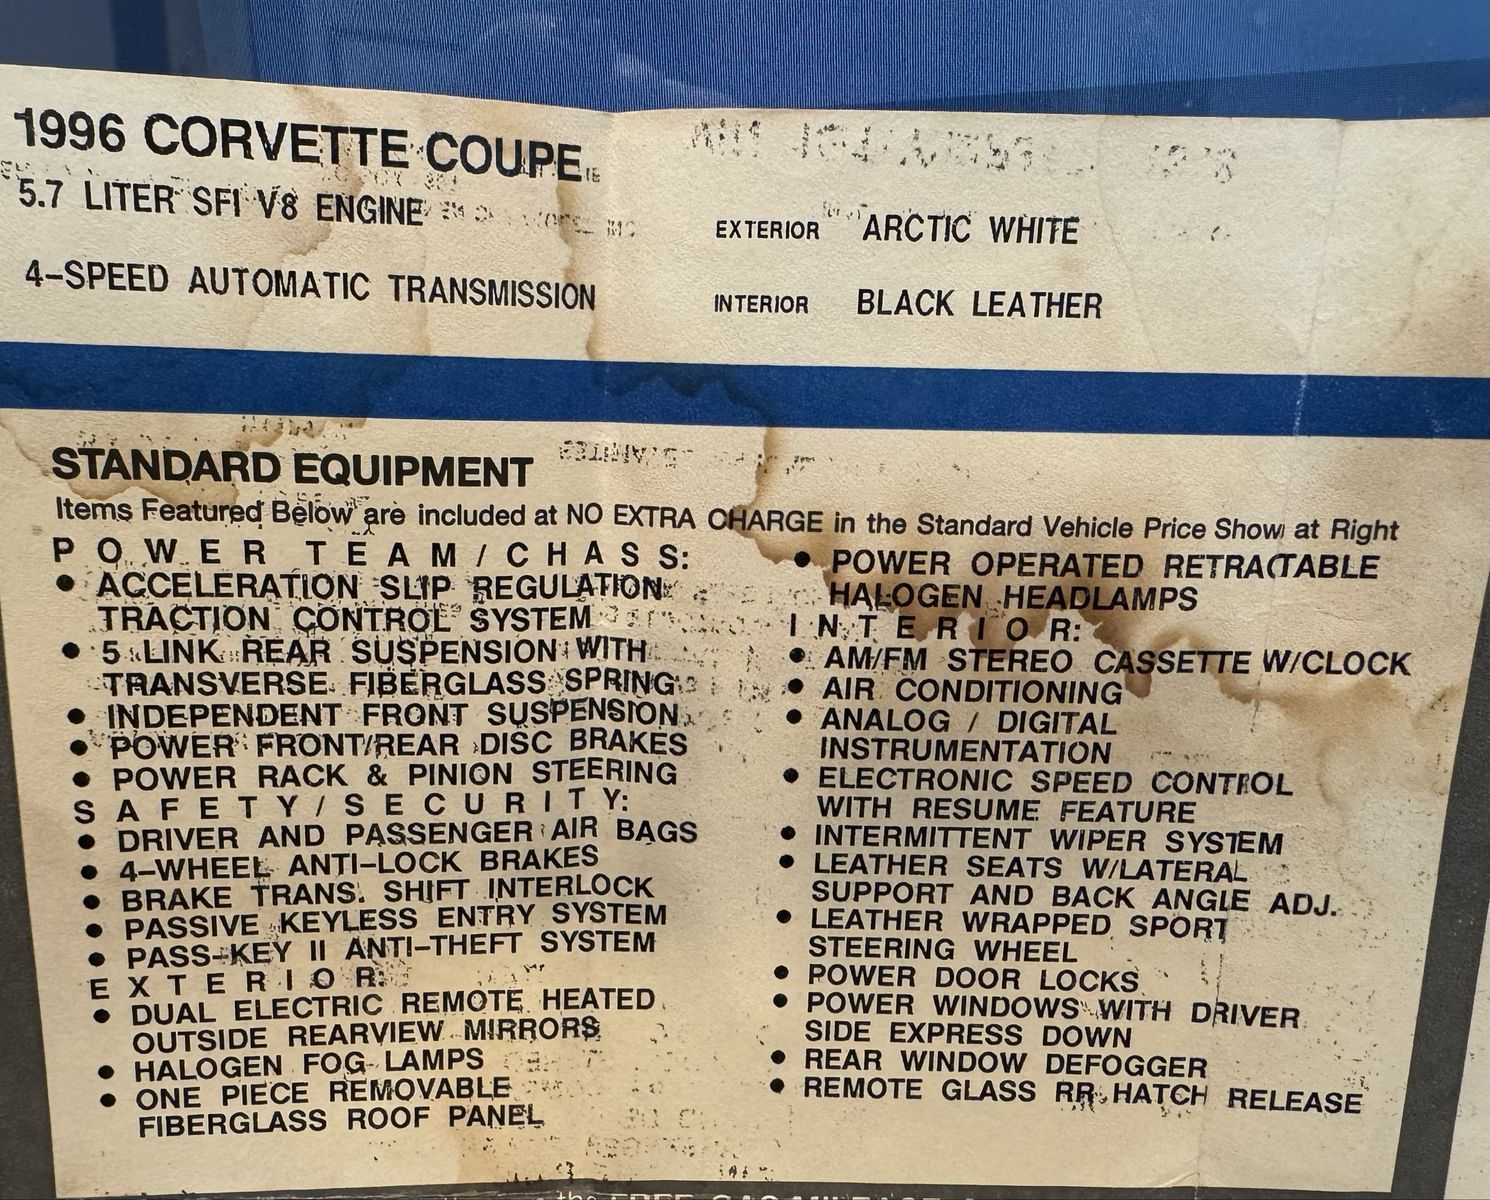 1996 CORVETTE COUPE
5.7 LITER SFI V8 ENGINE
4-SPEED AUTOMATIC TRANSMISSION
EXTERIOR ARCTIC WHITE
INTERIOR BLACK LEATHER
STANDARD EQUIPMENT
Items Featured Below are included at NO EXTRA CHARGE in the Standard Vehicle Price Show at Right
POWER TEAM/CHASS:
• ACCELERATION SLIP REGULATION
TRACTION CONTROL SYSTEM
• 5 LINK REAR SUSPENSION WITH
TRANSVERSE FIBERGLASS SPRING
• INDEPENDENT FRONT SUSPENSION
• POWER FRONT/REAR DISC BRAKES
• POWER RACK & PINION STEERING
SAFETY/SECURITY:
• DRIVER AND PASSENGER AIR BAGS
• 4-WHEEL ANTI-LOCK BRAKES
• BRAKE TRANS. SHIFT INTERLOCK
• PASSIVE KEYLESS ENTRY SYSTEM
• PASS-KEY II ANTI-THEFT SYSTEM
EXTERIOR:
• DUAL ELECTRIC REMOTE HEATED
OUTSIDE REARVIEW MIRRORS
• HALOGEN FOG LAMPS
• ONE PIECE REMOVABLE
FIBERGLASS ROOF PANEL
• POWER OPERATED RETRACTABLE
HALOGEN HEADLAMPS
INTERIOR:
• AM/FM STEREO CASSETTE W/CLOCK
• AIR CONDITIONING
• ANALOG / DIGITAL
INSTRUMENTATION
• ELECTRONIC SPEED CONTROL
WITH RESUME FEATURE
• INTERMITTENT WIPER SYSTEM
• LEATHER SEATS W/LATERAL
SUPPORT AND BACK ANGLE ADJ.
• LEATHER WRAPPED SPORT
STEERING WHEEL
• POWER DOOR LOCKS
• POWER WINDOWS WITH DRIVER
SIDE EXPRESS DOWN
• REAR WINDOW DEFOGGER
• REMOTE GLASS RR HATCH RELEASE